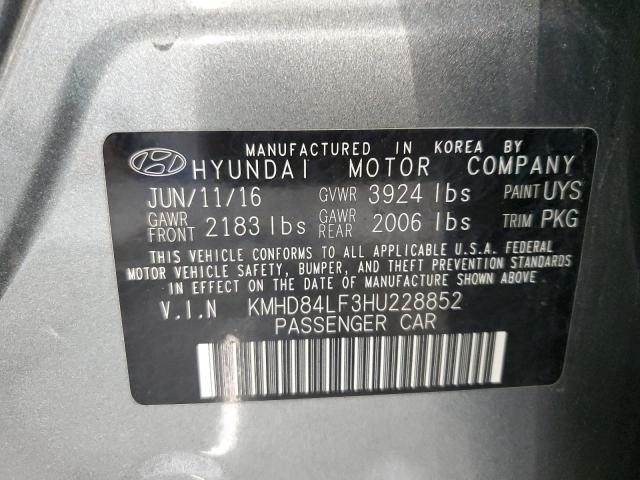 MANUFACTURED IN KOREA BY
HYUNDAI MOTOR COMPANY
JUN/11/16 GVWR 3924 lbs PAINT UYS
GAWR FRONT 2183 lbs GAWR REAR 2006 lbs TRIM PKG
THIS VEHICLE CONFORMS TO ALL APPLICABLE U.S.A. FEDERAL
MOTOR VEHICLE SAFETY, BUMPER, AND THEFT PREVENTION STANDARDS
IN EFFECT ON THE DATE OF MANUFACTURE SHOWN ABOVE.
V.I.N KMHD84LF3HU228852
PASSENGER CAR